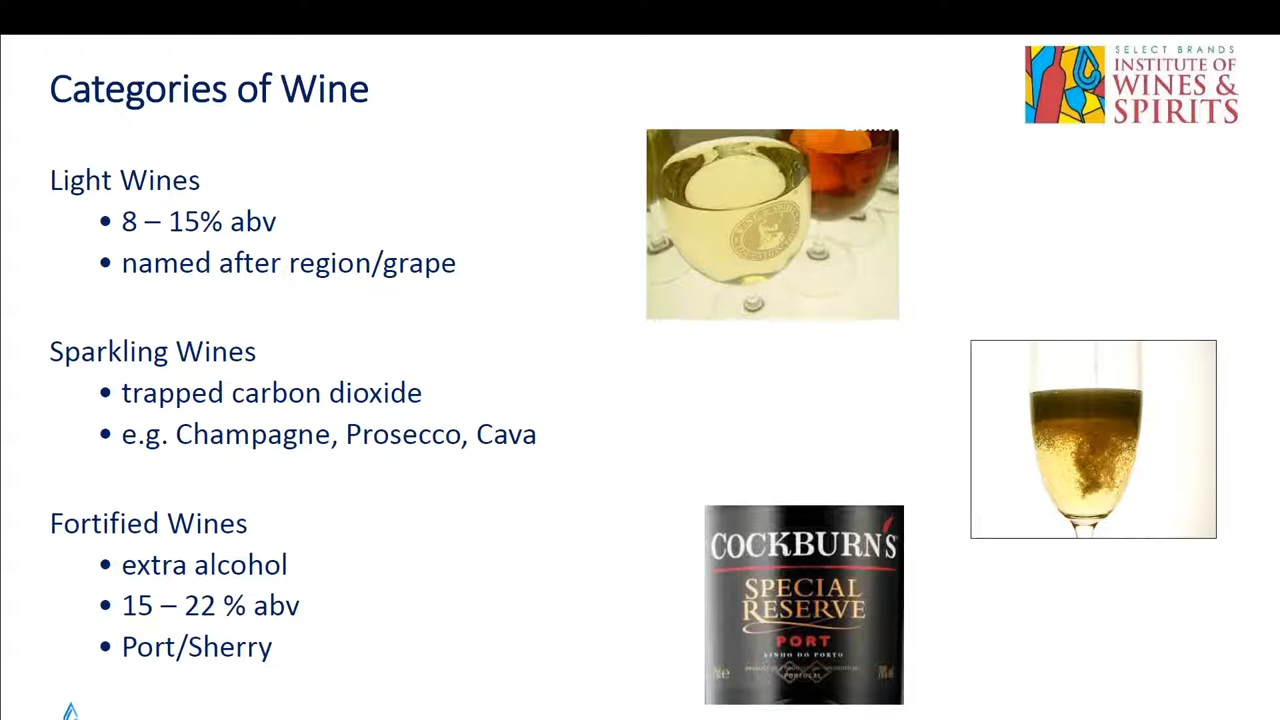 Categories of Wine
SELECT BRANDS
INSTITUTE OF
WINES &
SPIRITS
Light Wines
• 8 – 15% abv
• named after region/grape
Sparkling Wines
• trapped carbon dioxide
• e.g. Champagne, Prosecco, Cava
Fortified Wines
• extra alcohol
• 15 – 22 % abv
• Port/Sherry
COCKBURN'S
SPECIAL
RESERVE
PORT
VINHO DO PORTO
PORTUGAL